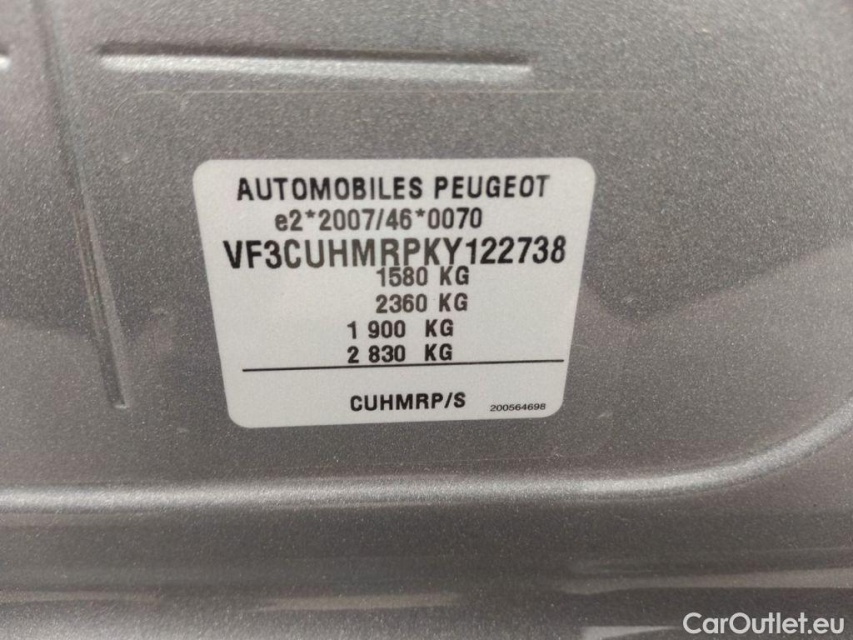 AUTOMOBILES PEUGEOT
e2*2007/46*0070
VF3CUHMRPKY122738
1580 KG
2360 KG
1 900 KG
2 830 KG
CUHMRP/S 200564698
CarOutlet.eu